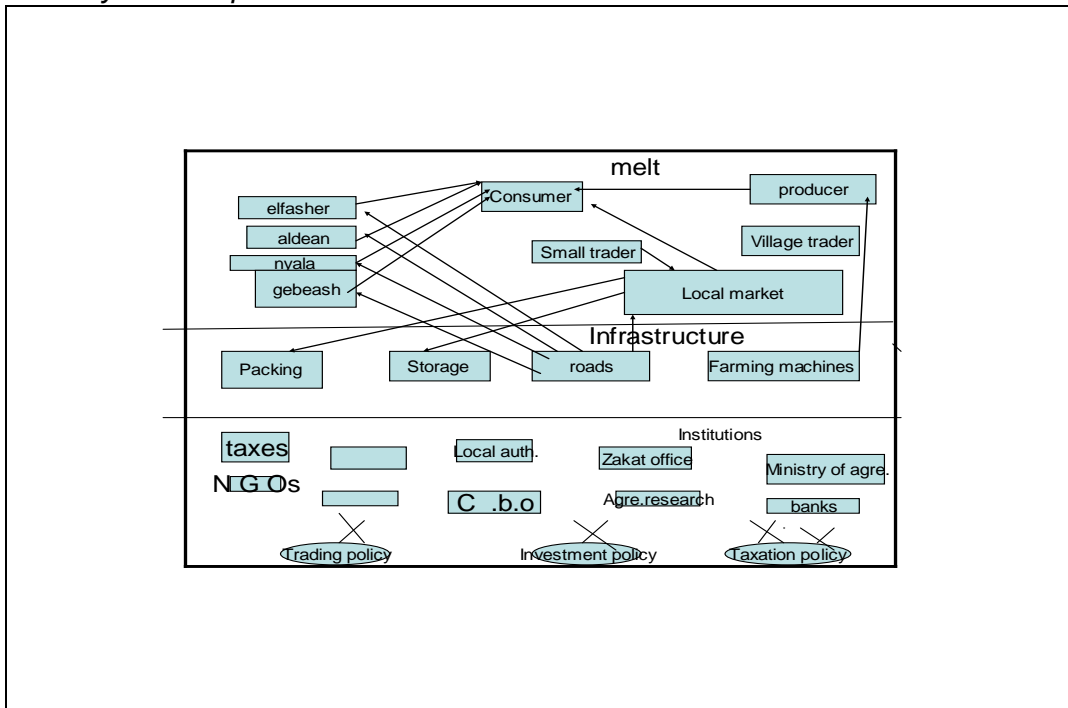 melt
producer
Consumer
elfasher
aldean
Village trader
Small trader
nyala
gebeash
Local market
Infrastructure
Packing
Storage
roads
Farming machines
Institutions
taxes
Local auth.
Zakat office
Ministry of agre.
N G Os
C .b.o
Agre.research
banks
Trading policy
Investment policy
Taxation policy